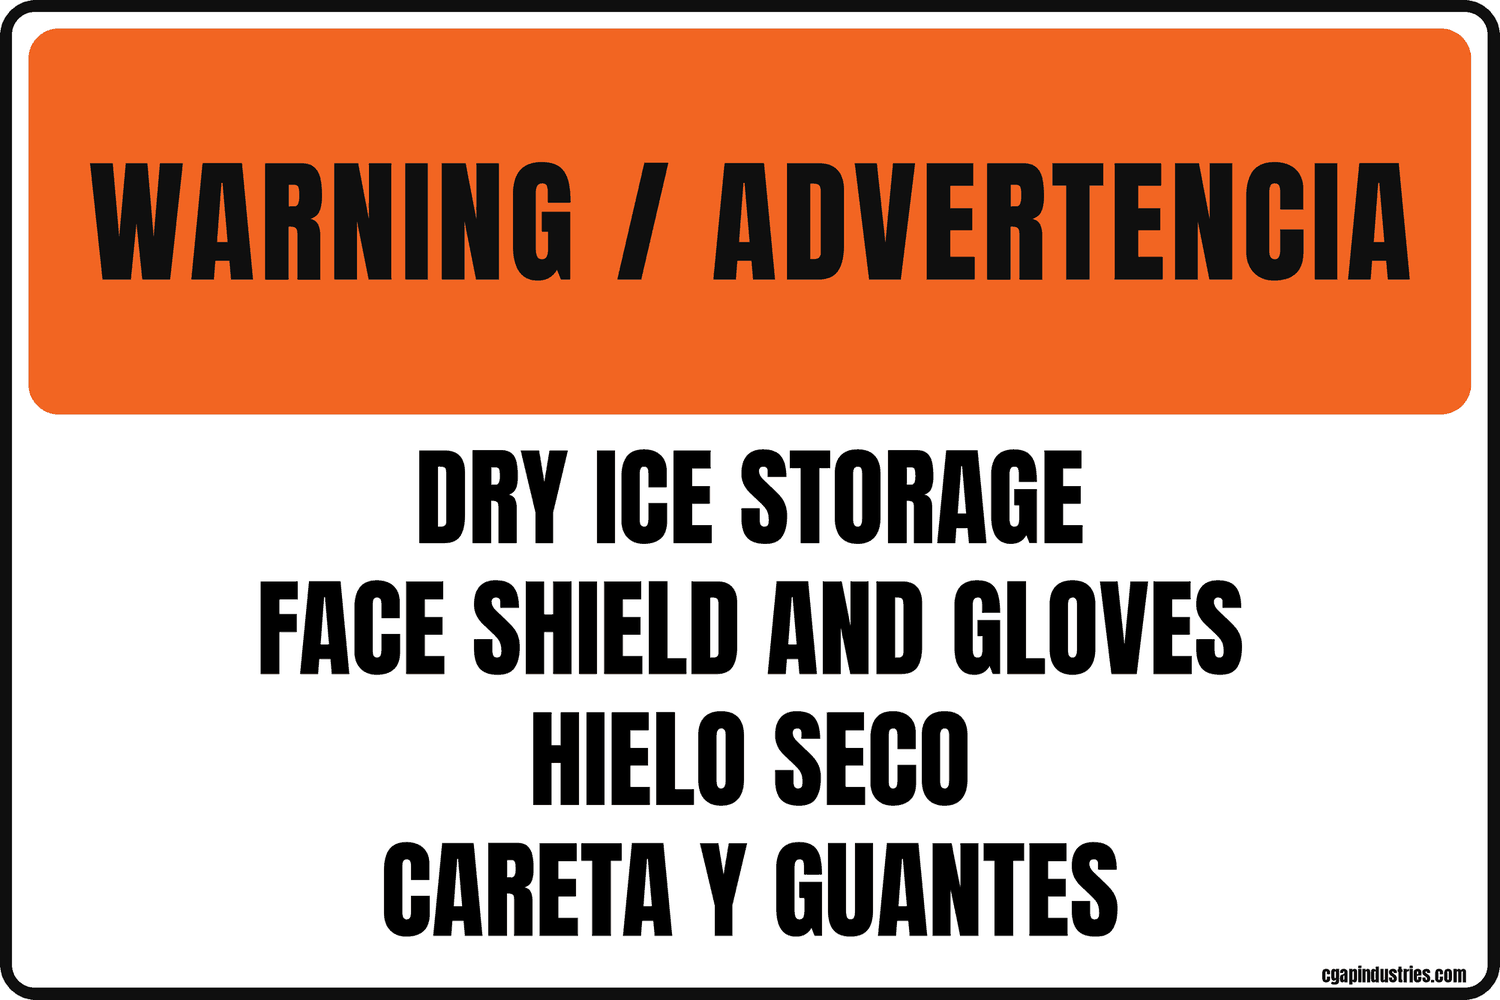 WARNING / ADVERTENCIA
DRY ICE STORAGE
FACE SHIELD AND GLOVES
HIELO SECO
CARETA Y GUANTES
cgapindustries.com